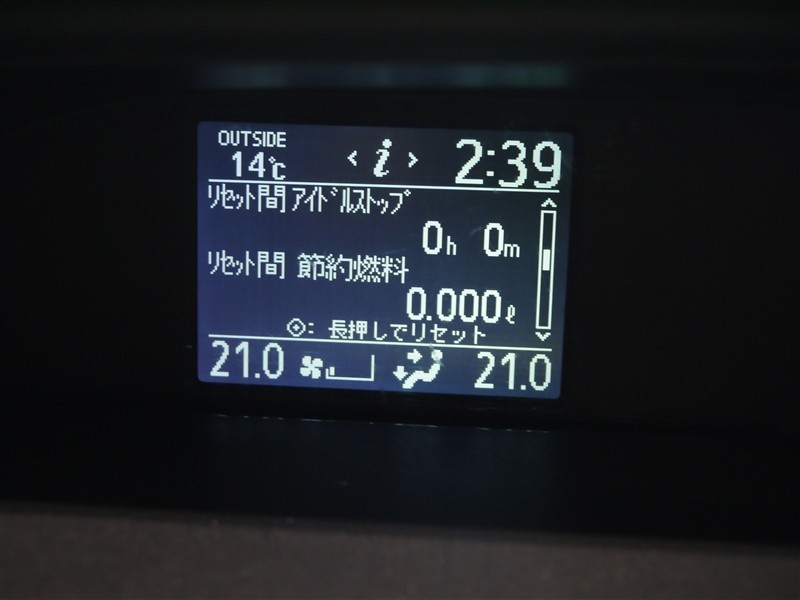 OUTSIDE
14℃ < i > 2:39
リセット間 アイドルストップ
0h 0m
リセット間 節約燃料
0.000ℓ
: 長押しでリセット
21.0 21.0